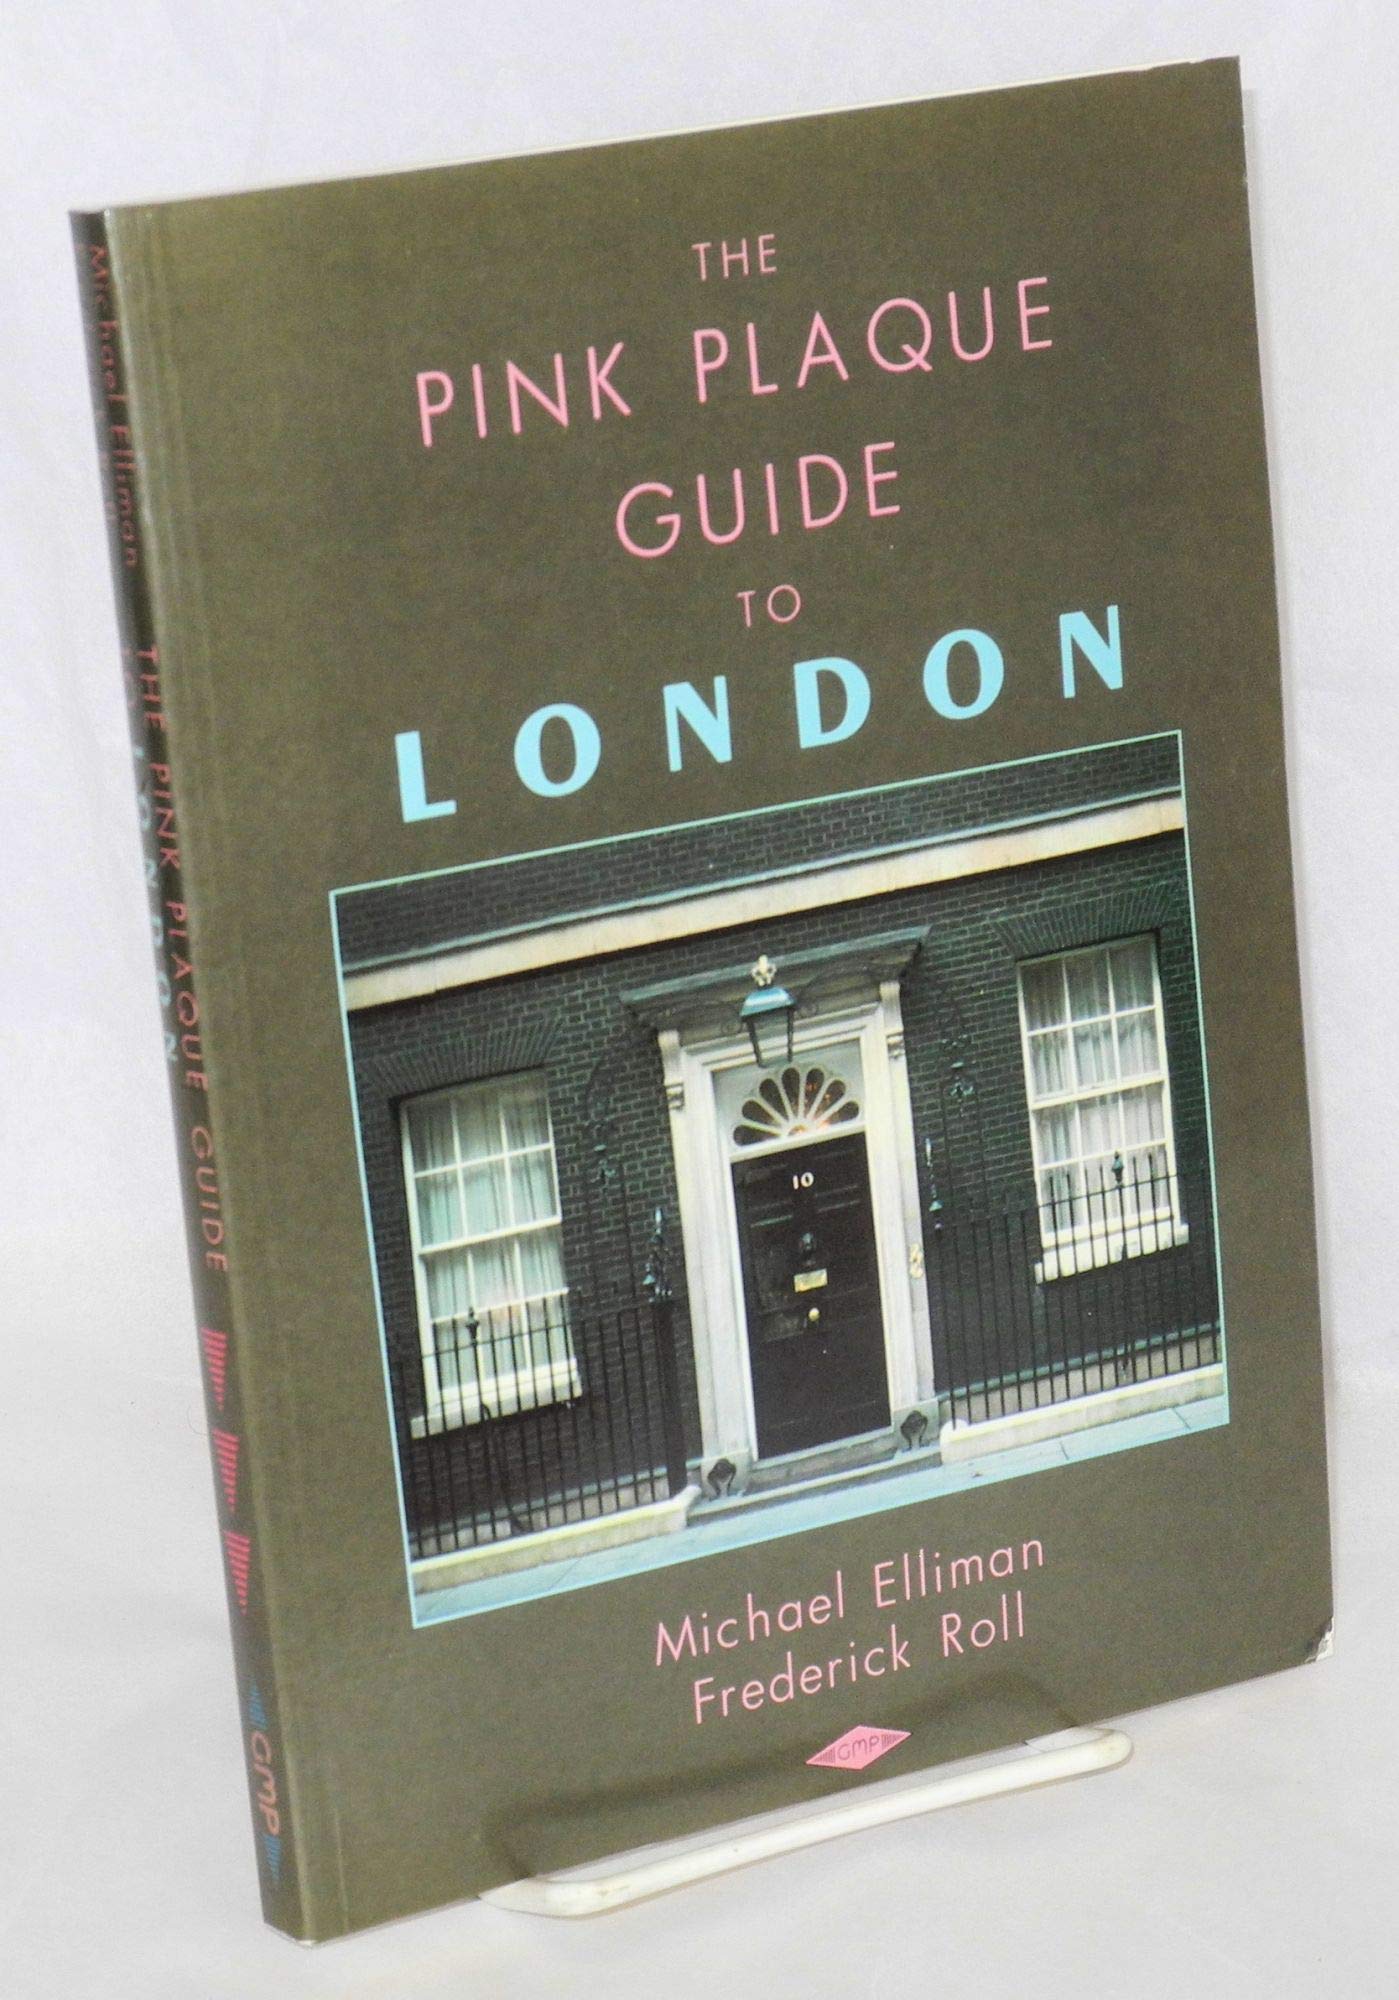 THE
PINK PLAQUE
GUIDE
TO
LONDON
10
Michael Elliman
Frederick Roll
GMP
Michael Elliman
THE PINK PLAQUE GUIDE
GMP